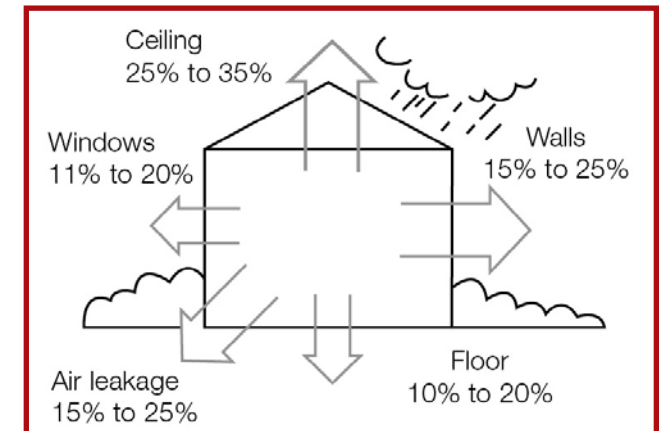 Ceiling
25% to 35%
Windows
11% to 20%
Walls
15% to 25%
Air leakage
15% to 25%
Floor
10% to 20%